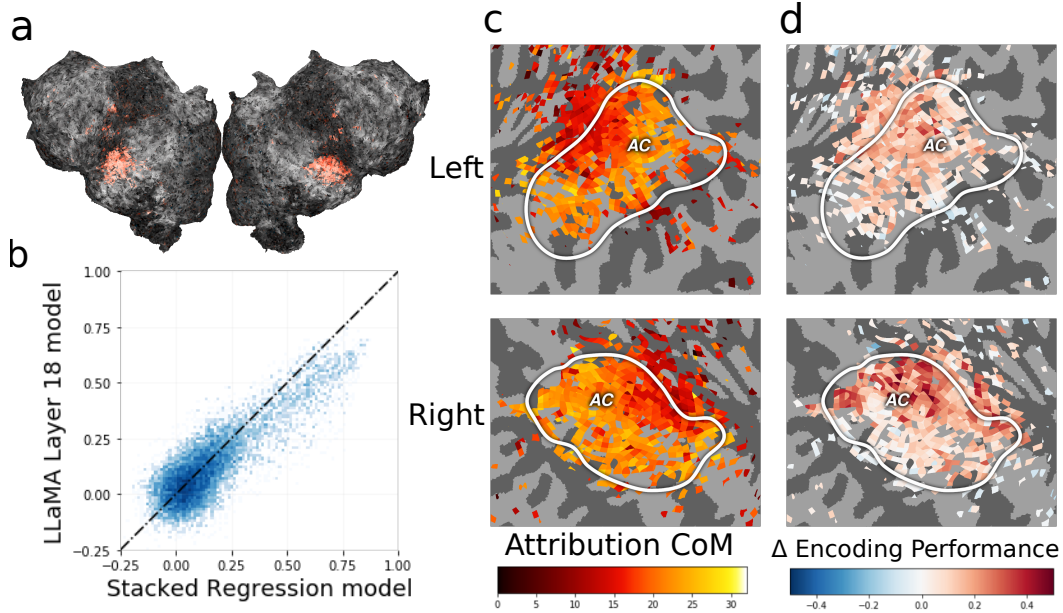 a
b
c
d
Left
Right
AC
AC
AC
AC
LLaMA Layer 18 model
1.00
0.75
0.50
0.25
0.00
−0.25
−0.25
0.00
0.25
0.50
0.75
1.00
Stacked Regression model
Attribution CoM
0
5
10
15
20
25
30
Δ Encoding Performance
−0.4
−0.2
0.0
0.2
0.4